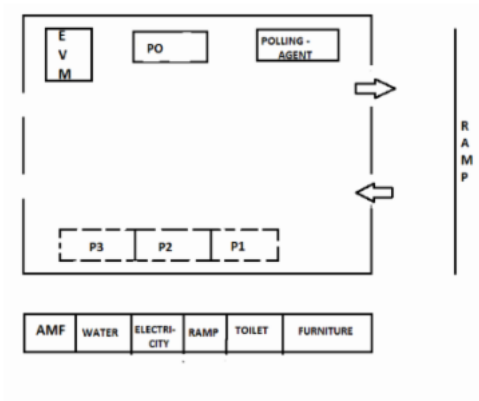 E
V
M
PO
POLLING -
AGENT
R
A
M
P
P3
P2
P1
AMF
WATER
ELECTRI-
CITY
RAMP
TOILET
FURNITURE